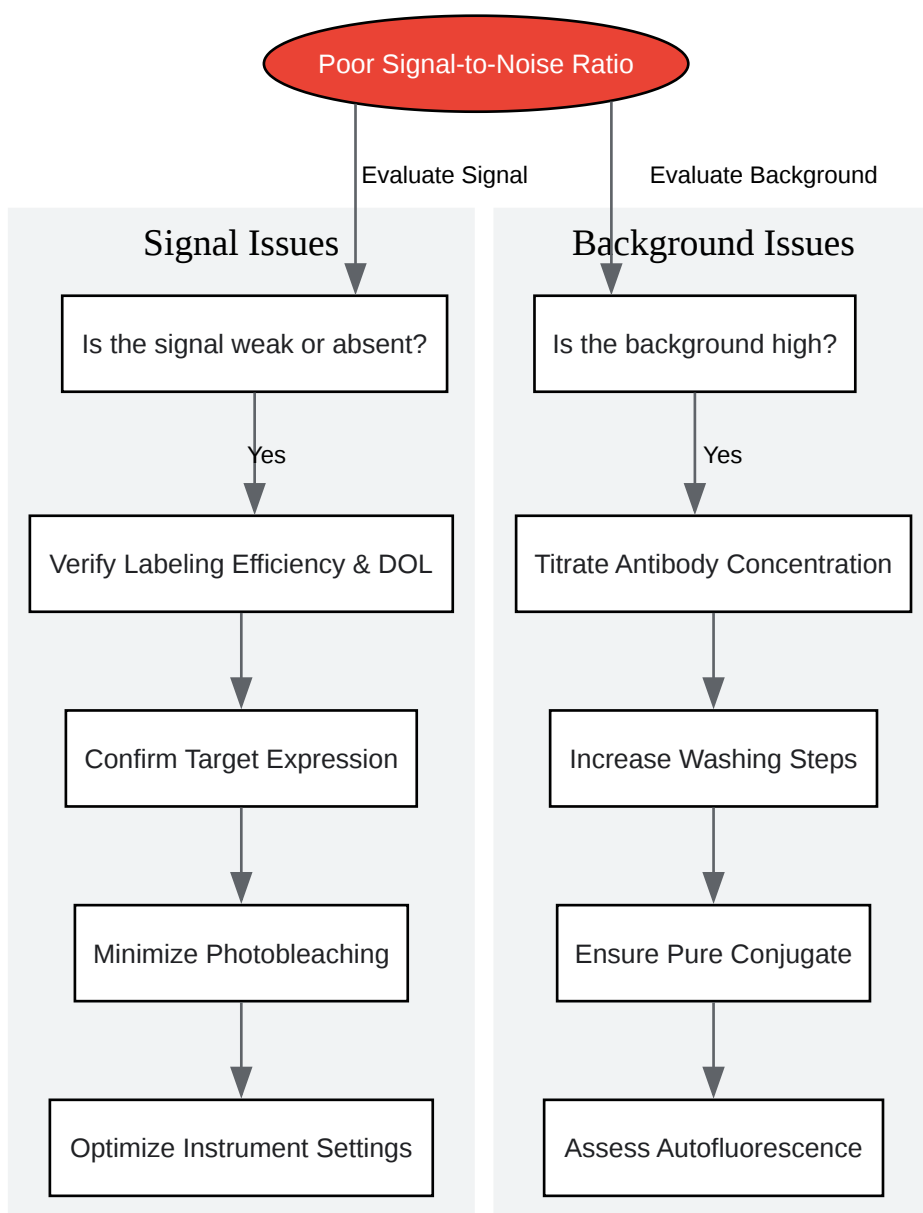 Poor Signal-to-Noise Ratio
Evaluate Signal
Evaluate Background
Signal Issues
Background Issues
Is the signal weak or absent?
Is the background high?
Yes
Yes
Verify Labeling Efficiency & DOL
Titrate Antibody Concentration
Confirm Target Expression
Increase Washing Steps
Minimize Photobleaching
Ensure Pure Conjugate
Optimize Instrument Settings
Assess Autofluorescence